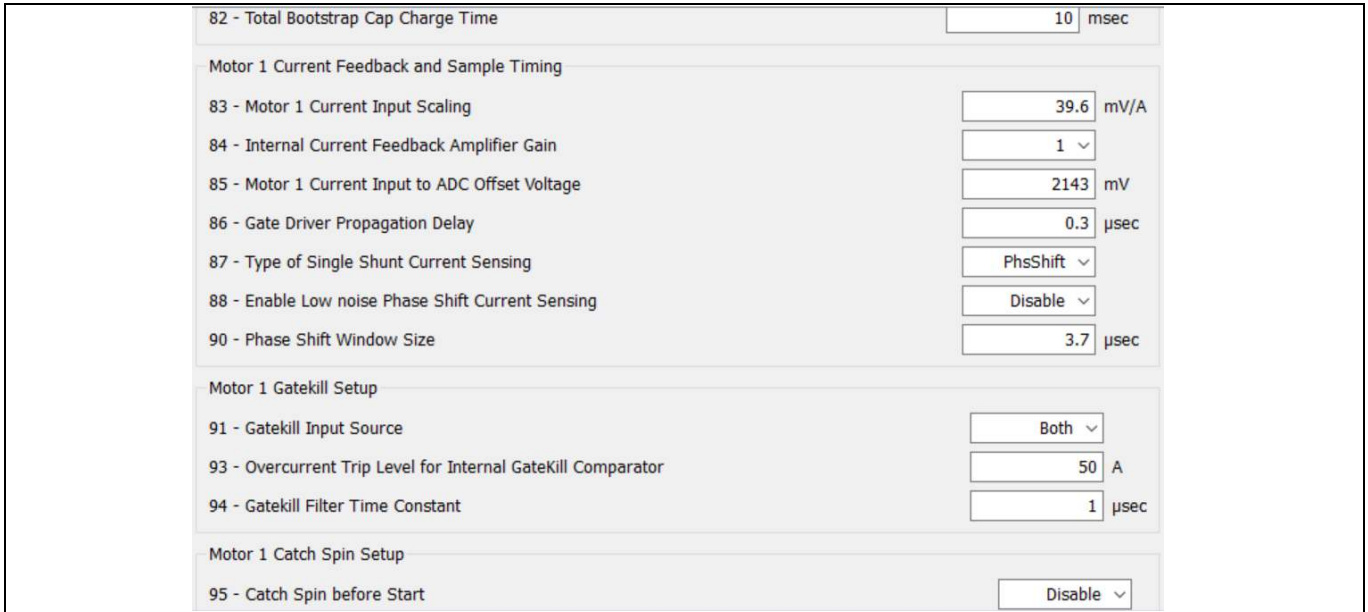 82 - Total Bootstrap Cap Charge Time 10 msec
Motor 1 Current Feedback and Sample Timing
83 - Motor 1 Current Input Scaling 39.6 mV/A
84 - Internal Current Feedback Amplifier Gain 1
85 - Motor 1 Current Input to ADC Offset Voltage 2143 mV
86 - Gate Driver Propagation Delay 0.3 µsec
87 - Type of Single Shunt Current Sensing PhsShift
88 - Enable Low noise Phase Shift Current Sensing Disable
90 - Phase Shift Window Size 3.7 µsec
Motor 1 Gatekill Setup
91 - Gatekill Input Source Both
93 - Overcurrent Trip Level for Internal GateKill Comparator 50 A
94 - Gatekill Filter Time Constant 1 µsec
Motor 1 Catch Spin Setup
95 - Catch Spin before Start Disable